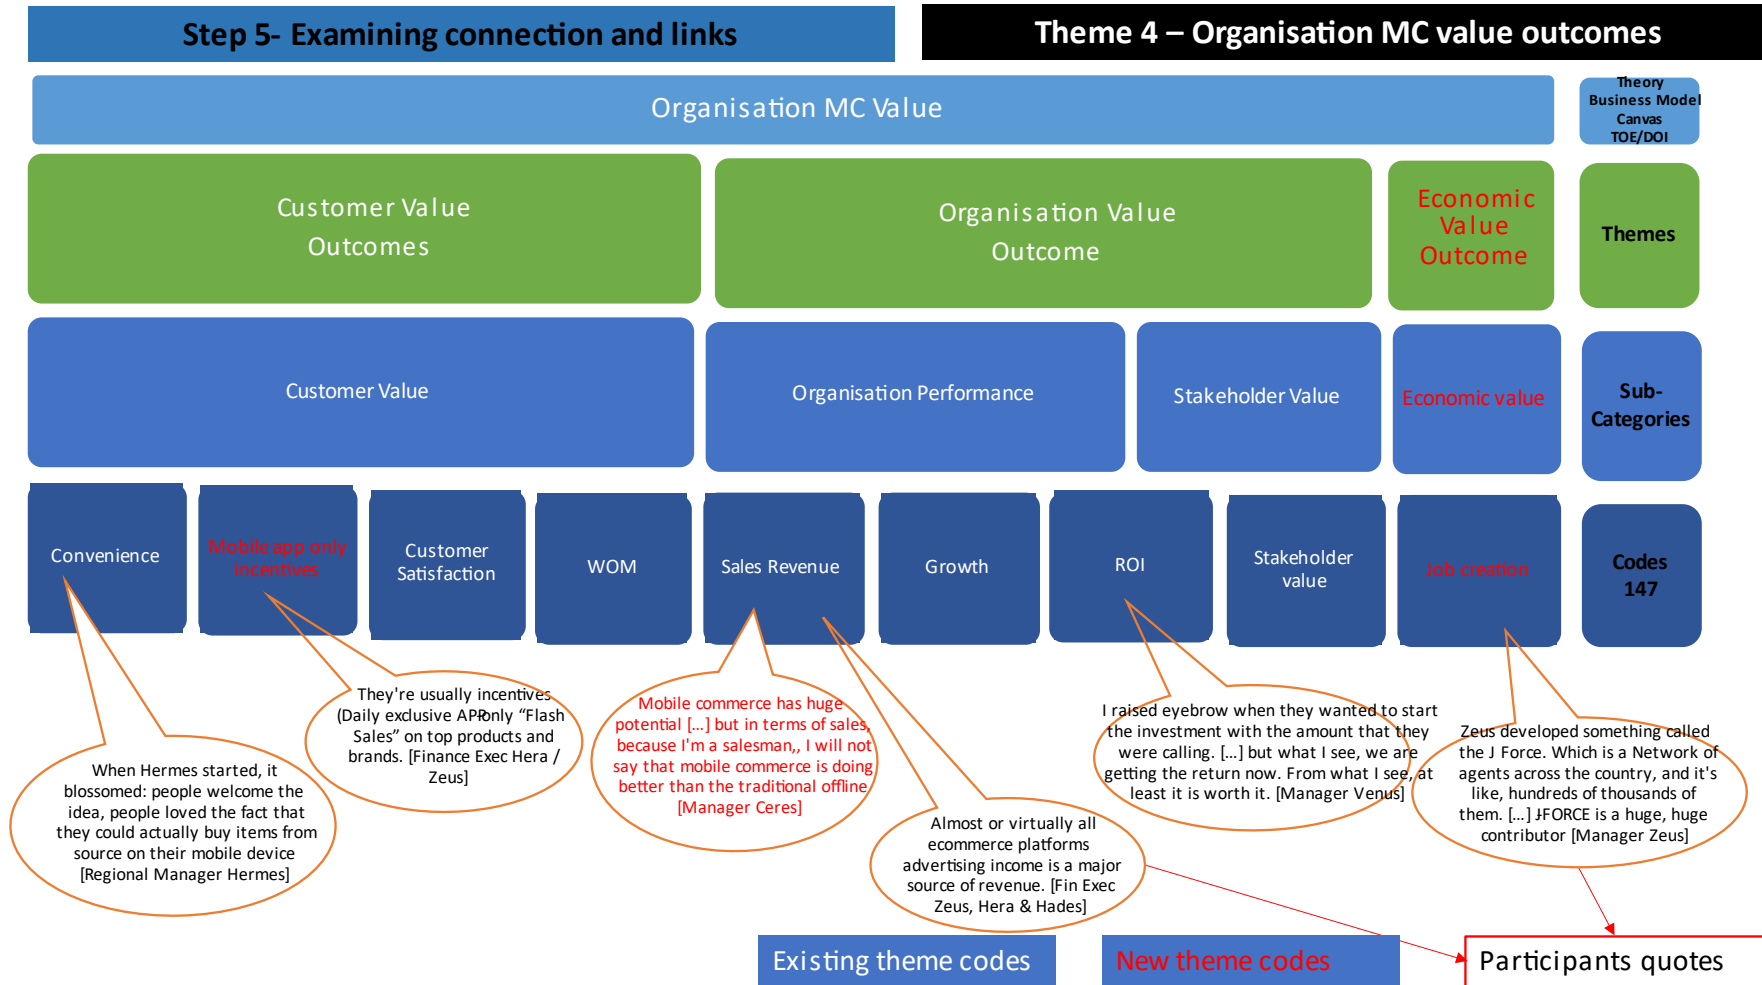 Step 5- Examining connection and links
Theme 4 – Organisation MC value outcomes
Organisation MC Value
Theory
Business Model
Canvas
TOE/DOI
Customer Value
Outcomes
Organisation Value
Outcome
Economic
Value
Outcome
Themes
Customer Value
Organisation Performance
Stakeholder Value
Economic value
Sub-
Categories
Convenience
Mobile app only
incentives
Customer
Satisfaction
WOM
Sales Revenue
Growth
ROI
Stakeholder
value
Job creation
Codes
147
When Hermes started, it
blossomed: people welcome the
idea, people loved the fact that
they could actually buy items from
source on their mobile device
[Regional Manager Hermes]
They're usually incentives
(Daily exclusive APP-only “Flash
Sales” on top products and
brands. [Finance Exec Hera /
Zeus]
Mobile commerce has huge
potential […] but in terms of sales,
because I'm a salesman,, I will not
say that mobile commerce is doing
better than the traditional offline
[Manager Ceres]
Almost or virtually all
ecommerce platforms
advertising income is a major
source of revenue. [Fin Exec
Zeus, Hera & Hades]
I raised eyebrow when they wanted to start
the investment with the amount that they
were calling. […] but what I see, we are
getting the return now. From what I see, at
least it is worth it. [Manager Venus]
Zeus developed something called
the J Force. Which is a Network of
agents across the country, and it's
like, hundreds of thousands of
them. […] J-FORCE is a huge, huge
contributor [Manager Zeus]
Existing theme codes
New theme codes
Participants quotes